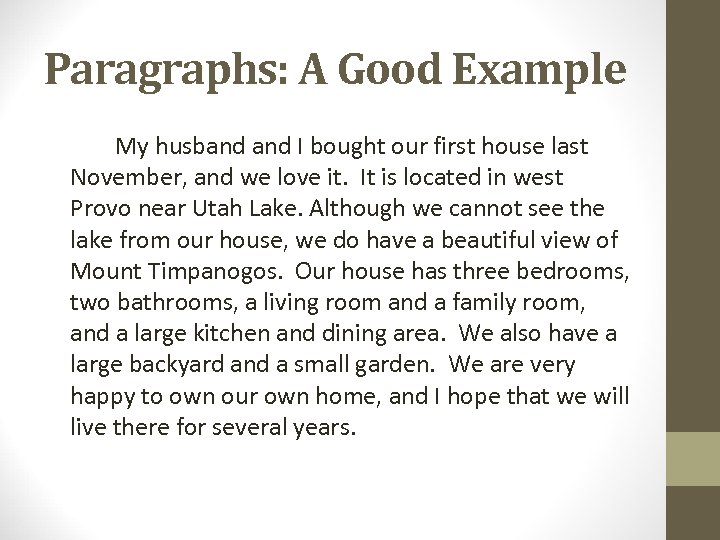 Paragraphs: A Good Example
My husband and I bought our first house last
November, and we love it.  It is located in west
Provo near Utah Lake. Although we cannot see the
lake from our house, we do have a beautiful view of
Mount Timpanogos.  Our house has three bedrooms,
two bathrooms, a living room and a family room,
and a large kitchen and dining area.  We also have a
large backyard and a small garden.  We are very
happy to own our own home, and I hope that we will
live there for several years.